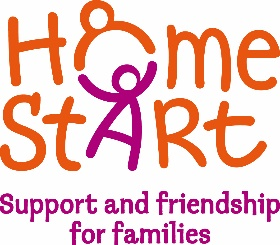 HOme
StARt
Support and friendship
for families